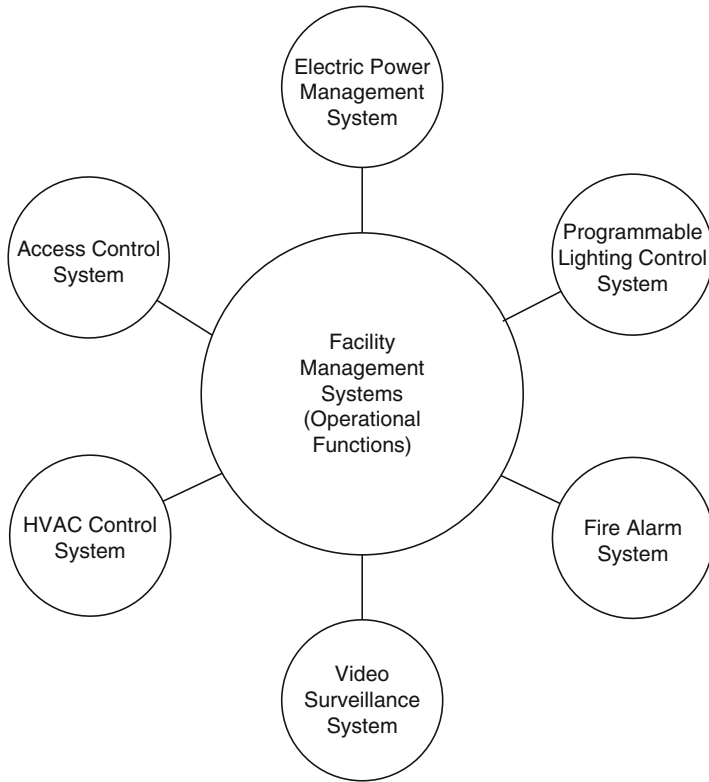 Electric Power
Management
System
Access Control
System
Programmable
Lighting Control
System
Facility
Management
Systems
(Operational
Functions)
HVAC Control
System
Fire Alarm
System
Video
Surveillance
System